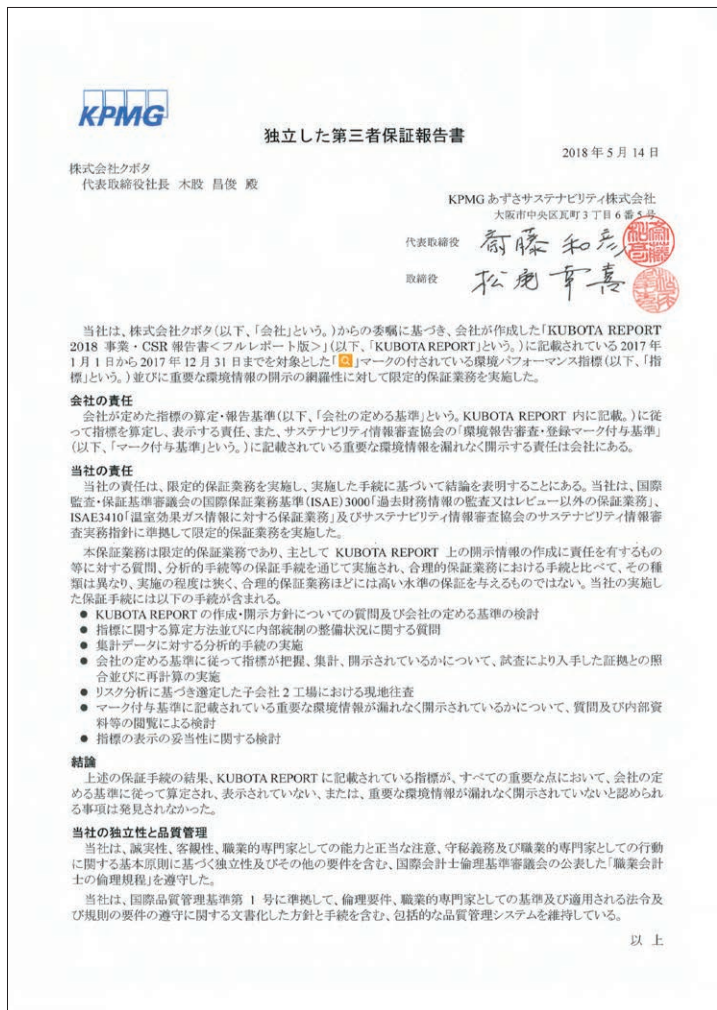 KPMG
独立した第三者保証報告書
2018年5月14日
株式会社クボタ
代表取締役社長 木股 昌俊 殿
KPMGあずさサステナビリティ株式会社
大阪市中央区瓦町3丁目6番5号
代表取締役 斎藤 和彦
取締役 松尾 幸喜
当社は、株式会社クボタ(以下、「会社」という。)からの委嘱に基づき、会社が作成した「KUBOTA REPORT
2018 事業・CSR 報告書<フルレポート版>」(以下、「KUBOTA REPORT」という。)に記載されている 2017 年
1 月 1 日から 2017 年 12 月 31 日までを対象とした「」マークの付されている環境パフォーマンス指標(以下、「指
標」という。)並びに重要な環境情報の開示の網羅性に対して限定的保証業務を実施した。
会社の責任
会社が定めた指標の算定・報告基準(以下、「会社の定める基準」という。KUBOTA REPORT 内に記載。)に従
って指標を算定し、表示する責任、また、サステナビリティ情報審査協会の「環境報告審査・登録マーク付与基準」
(以下、「マーク付与基準」という。)に記載されている重要な環境情報を漏れなく開示する責任は会社にある。
当社の責任
当社の責任は、限定的保証業務を実施し、実施した手続に基づいて結論を表明することにある。当社は、国際
監査・保証基準審議会の国際保証業務基準(ISAE)3000「過去財務情報の監査又はレビュー以外の保証業務」、
ISAE3410「温室効果ガス情報に対する保証業務」及びサステナビリティ情報審査協会のサステナビリティ情報審
査実務指針に準拠して限定的保証業務を実施した。
本保証業務は限定的保証業務であり、主として KUBOTA REPORT 上の開示情報の作成に責任を有するもの
等に対する質問、分析的手続等の保証手続を通じて実施され、合理的保証業務における手続と比べて、その種
類は異なり、実施の程度は狭く、合理的保証業務ほどには高い水準の保証を与えるものではない。当社の実施し
た保証手続には以下の手続が含まれる。
● KUBOTA REPORT の作成・開示方針についての質問及び会社の定める基準の検討
● 指標に関する算定方法並びに内部統制の整備状況に関する質問
● 集計データに対する分析的手続の実施
● 会社の定める基準に従って指標が把握、集計、開示されているかについて、試査により入手した証拠との照
合並びに再計算の実施
● リスク分析に基づき選定した子会社 2 工場における現地往査
● マーク付与基準に記載されている重要な環境情報が漏れなく開示されているかについて、質問及び内部資
料等の閲覧による検討
● 指標の表示の妥当性に関する検討
結論
上述の保証手続の結果、KUBOTA REPORT に記載されている指標が、すべての重要な点において、会社の定
める基準に従って算定され、表示されていない、または、重要な環境情報が漏れなく開示されていないと認められ
る事項は発見されなかった。
当社の独立性と品質管理
当社は、誠実性、客観性、職業的専門家としての能力と正当な注意、守秘義務及び職業的専門家としての行動
に関する基本原則に基づく独立性及びその他の要件を含む、国際会計士倫理基準審議会の公表した「職業会計
士の倫理規程」を遵守した。
当社は、国際品質管理基準第 1 号に準拠して、倫理要件、職業的専門家としての基準及び適用される法令及
び規則の要件の遵守に関する文書化した方針と手続を含む、包括的な品質管理システムを維持している。
以 上